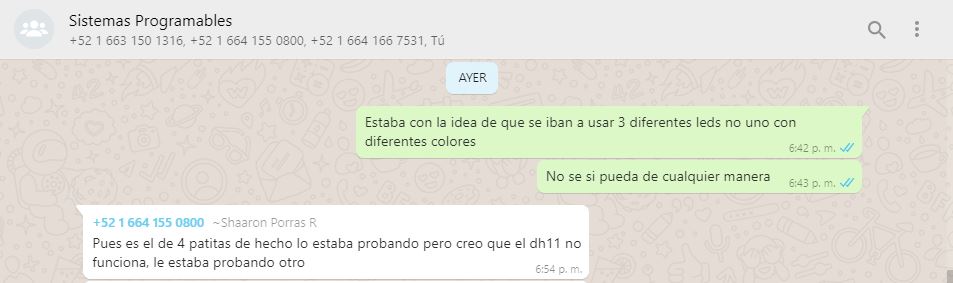 Sistemas Programables
+52 1 663 150 1316, +52 1 664 155 0800, +52 1 664 166 7531, Tú
AYER
Estaba con la idea de que se iban a usar 3 diferentes leds no uno con
diferentes colores
6:42 p. m.
No se si pueda de cualquier manera
6:43 p. m.
+52 1 664 155 0800 ~Shaaron Porras R
Pues es el de 4 patitas de hecho lo estaba probando pero creo que el dh11 no
funciona, le estaba probando otro
6:54 p. m.